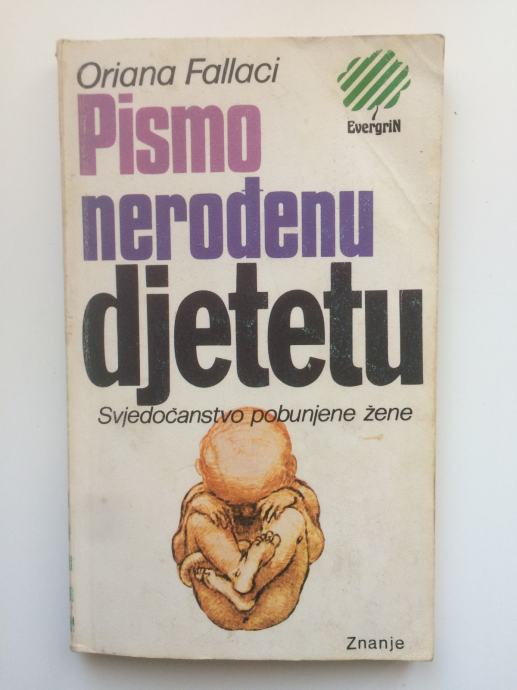 Oriana Fallaci
EvergriN
Pismo
nerođenu
djetetu
Svjedočanstvo pobunjene žene
Znanje